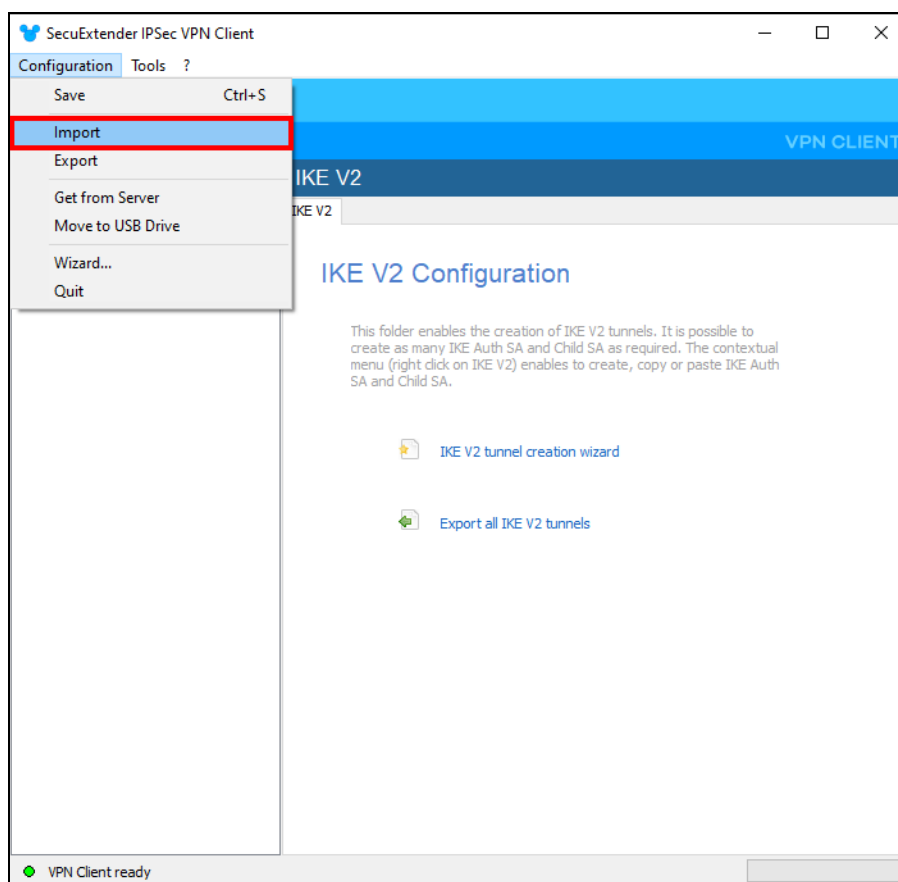 SecuExtender IPSec VPN Client
Configuration Tools ?
Save Ctrl+S
Import
Export
Get from Server
Move to USB Drive
Wizard...
Quit
VPN CLIENT
IKE V2
IKE V2
IKE V2 Configuration
This folder enables the creation of IKE V2 tunnels. It is possible to
create as many IKE Auth SA and Child SA as required. The contextual
menu (right click on IKE V2) enables to create, copy or paste IKE Auth
SA and Child SA.
IKE V2 tunnel creation wizard
Export all IKE V2 tunnels
VPN Client ready